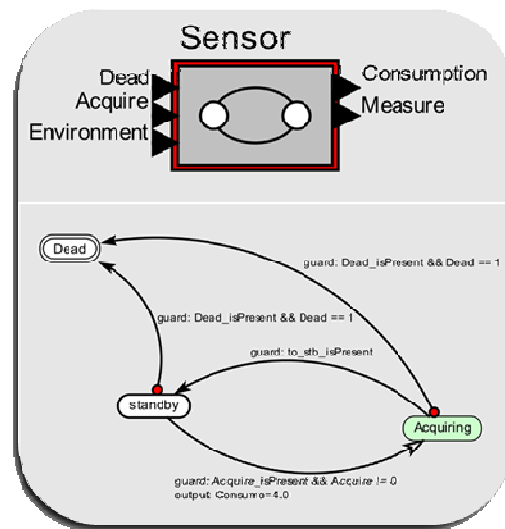 Sensor
Dead
Acquire
Environment
Consumption
Measure
Dead
guard: Dead_isPresent && Dead == 1
guard: Dead_isPresent && Dead == 1
guard: to_stb_isPresent
standby
Acquiring
guard: Acquire_isPresent && Acquire != 0
output: Consumo=4.0